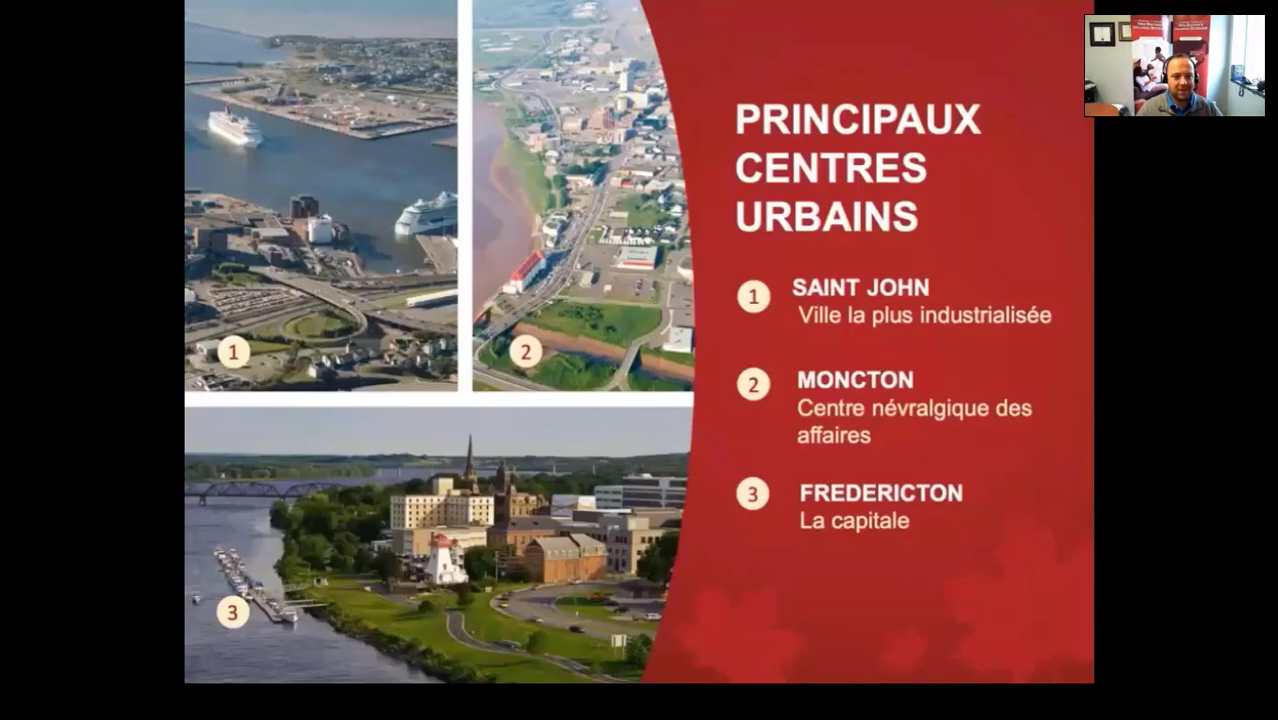 PRINCIPAUX
CENTRES
URBAINS
1 SAINT JOHN
Ville la plus industrialisée
2 MONCTON
Centre névralgique des
affaires
3 FREDERICTON
La capitale
1
2
3